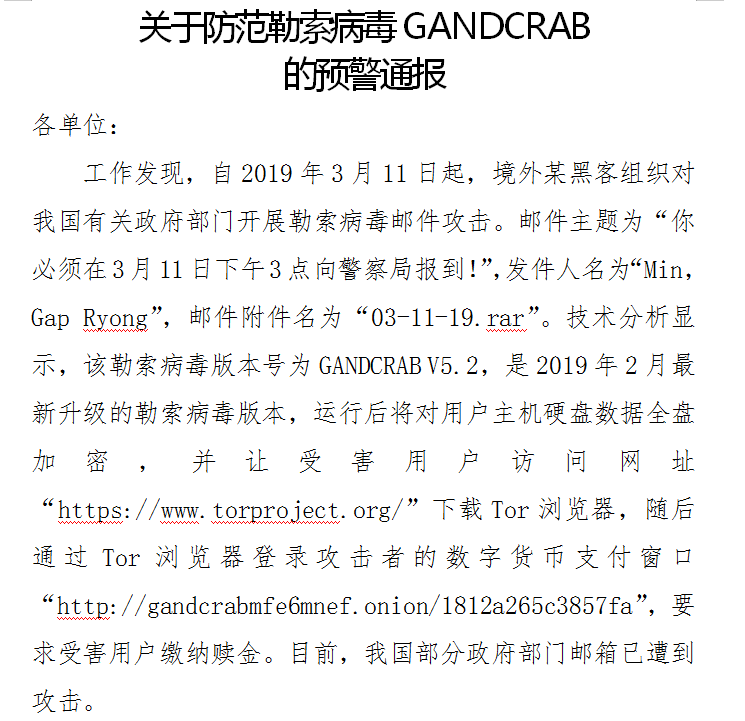 关于防范勒索病毒 GANDCRAB
的预警通报
各单位：
工作发现，自 2019 年 3 月 11 日起，境外某黑客组织对
我国有关政府部门开展勒索病毒邮件攻击。邮件主题为“你
必须在 3 月 11 日下午 3 点向警察局报到！”，发件人名为“Min,
Gap Ryong”，邮件附件名为“03-11-19.rar”。技术分析显
示，该勒索病毒版本号为 GANDCRAB V5.2，是 2019 年 2 月最
新升级的勒索病毒版本，运行后将对用户主机硬盘数据全盘
加密，并让受害用户访问网址
“https://www.torproject.org/”下载 Tor 浏览器，随后
通过 Tor 浏览器登录攻击者的数字货币支付窗口
“http://gandcrabmfe6mnef.onion/1812a265c3857fa”，要
求受害用户缴纳赎金。目前，我国部分政府部门邮箱已遭到
攻击。